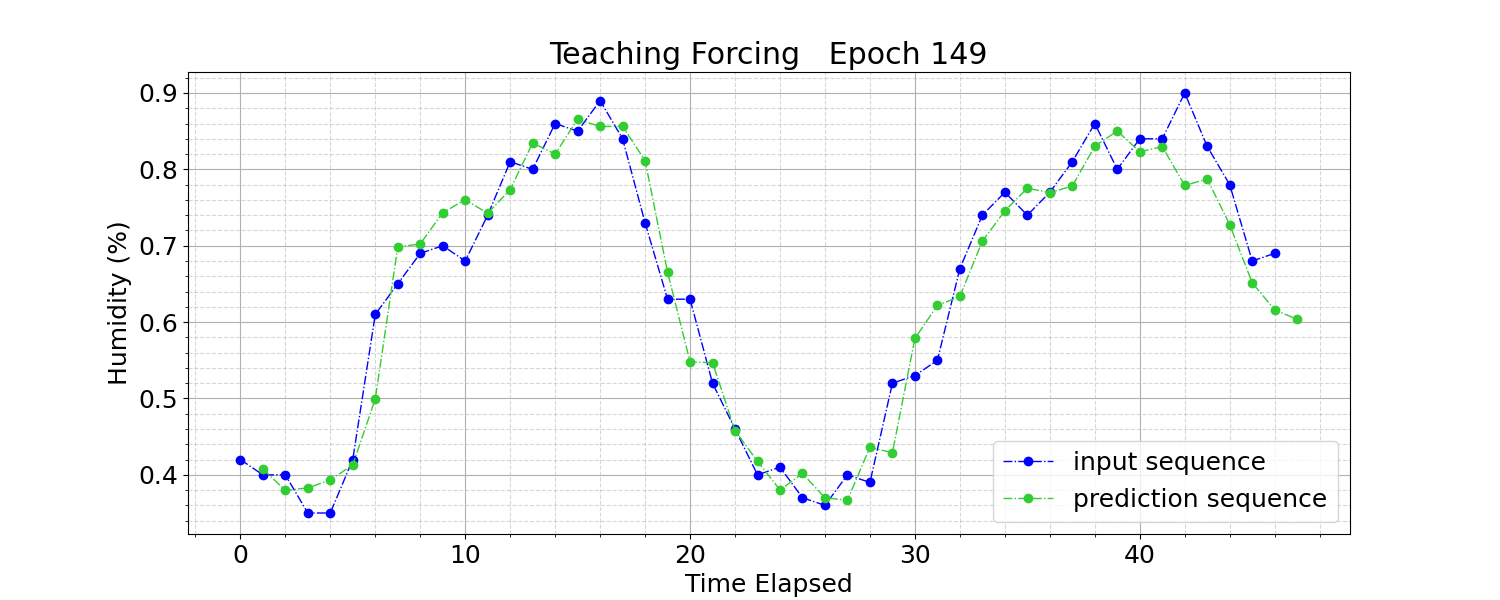 Teaching Forcing   Epoch 149
0.9
0.8
0.7
0.6
0.5
0.4
Humidity (%)
input sequence
prediction sequence
0 10 20 30 40
Time Elapsed